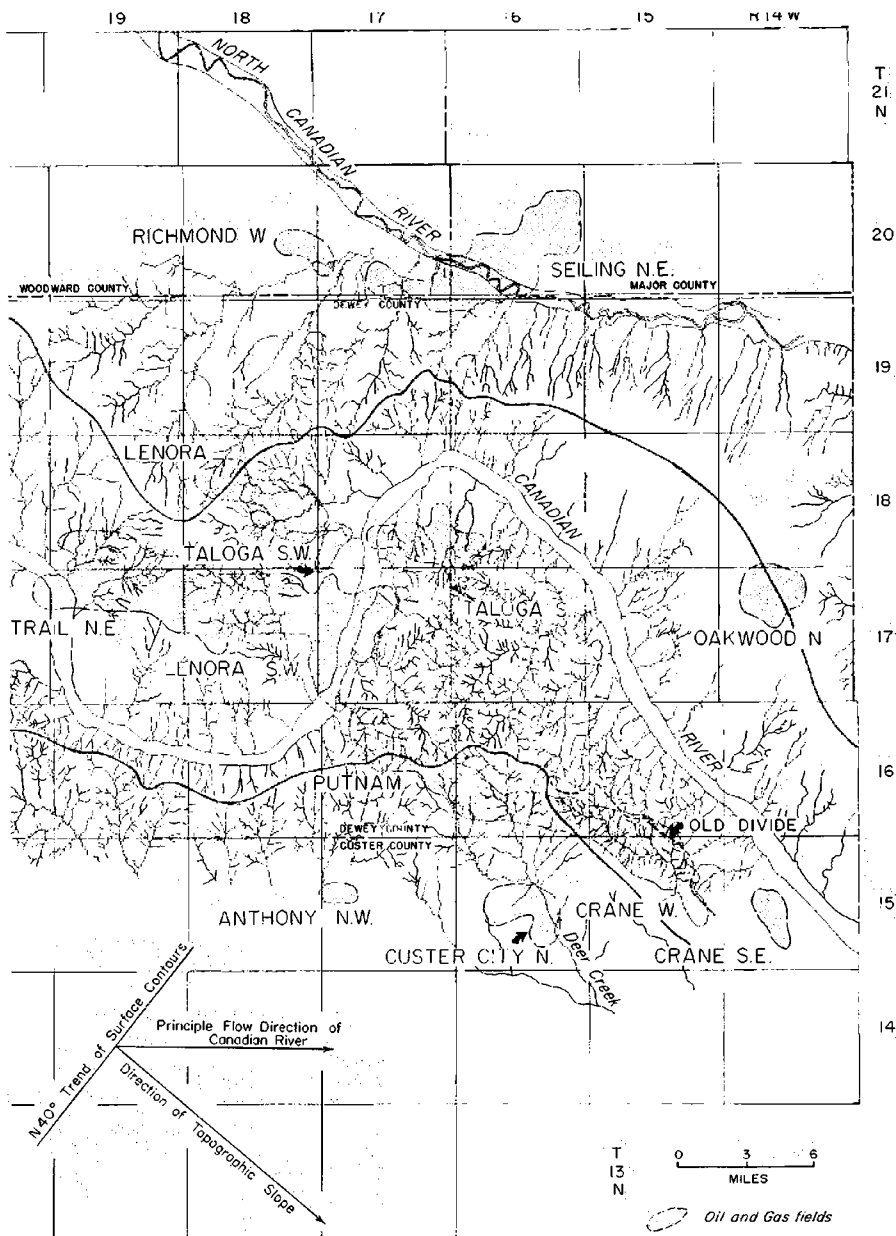 19 18 17 16 15 R 14 W
T
21
N
NORTH
CANADIAN
RIVER
RICHMOND W
20
SEILING N.E.
WOODWARD COUNTY
MAJOR COUNTY
DEWEY COUNTY
19
LENORA
CANADIAN
18
TALOGA S.W.
TALOGA S.
TRAIL N.E.
OAKWOOD N
17
LENORA S.W.
RIVER
16
PUTNAM
OLD DIVIDE
DEWEY COUNTY
CUSTER COUNTY
15
ANTHONY N.W.
CRANE W.
CUSTER CITY N.
Deer Creek
CRANE S.E.
14
N40° Trend of Surface Contours
Principle Flow Direction of
Canadian River
Direction of Topographic Slope
T
13
N
0 3 6
MILES
Oil and Gas fields